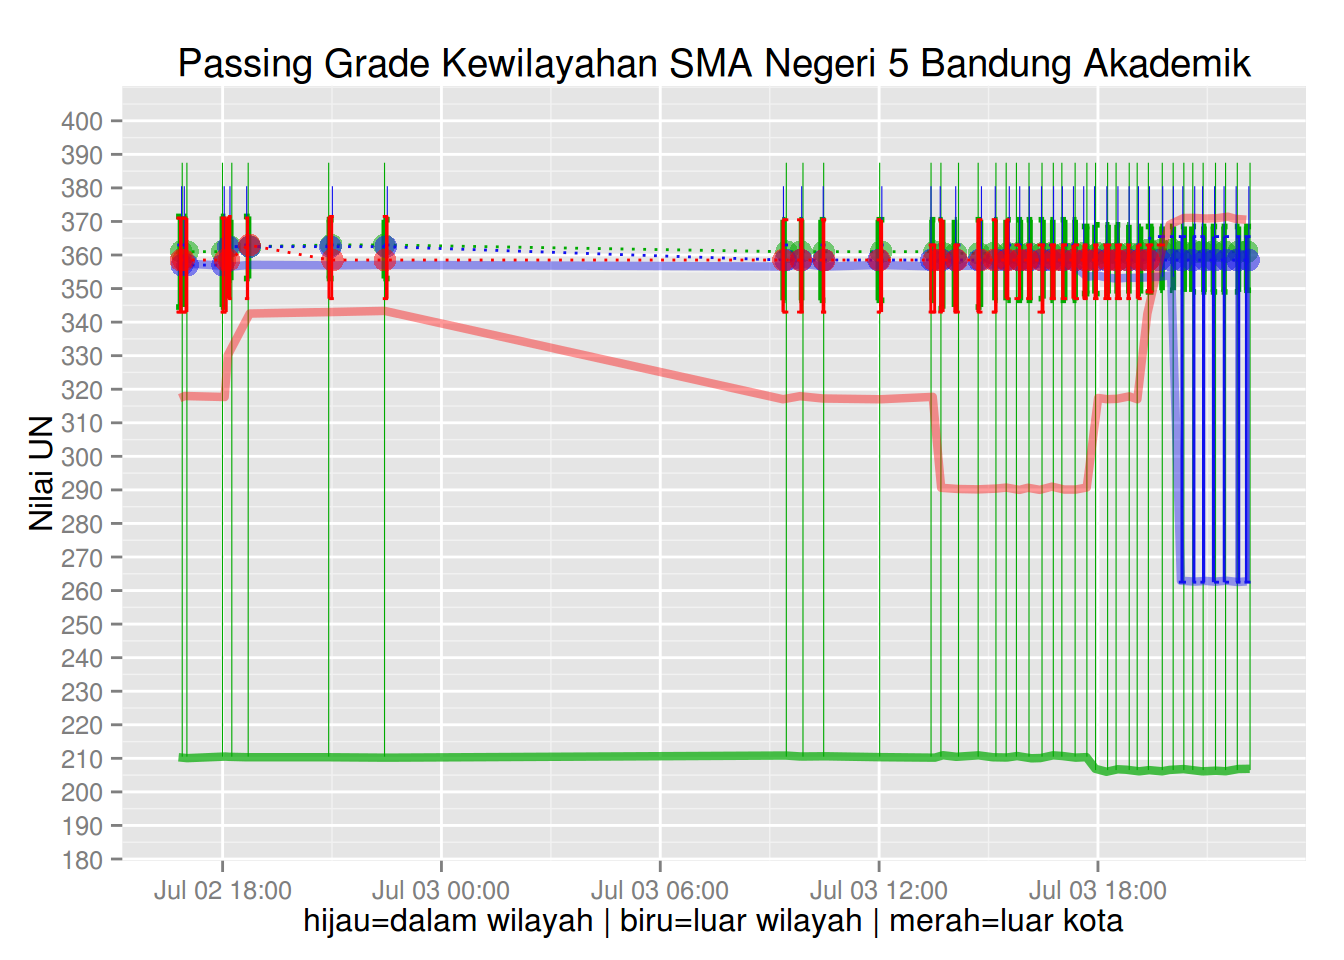 Passing Grade Kewilayahan SMA Negeri 5 Bandung Akademik
Nilai UN
400
390
380
370
360
350
340
330
320
310
300
290
280
270
260
250
240
230
220
210
200
190
180
Jul 02 18:00
Jul 03 00:00
Jul 03 06:00
Jul 03 12:00
Jul 03 18:00
hijau=dalam wilayah | biru=luar wilayah | merah=luar kota